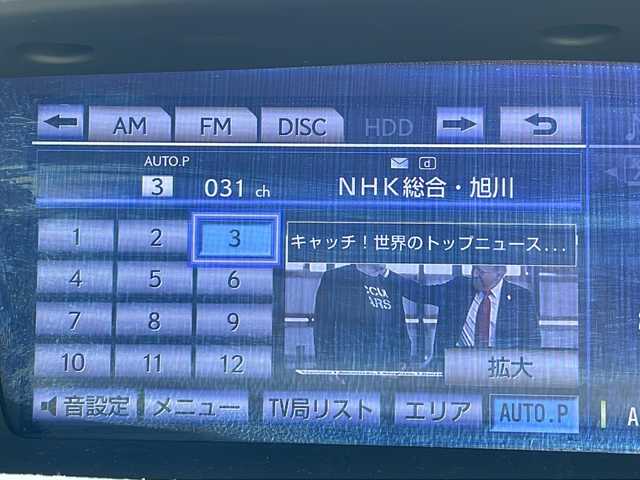 AM FM DISC HDD
AUTO.P d
3 031 ch NHK総合・旭川
1 2 3 キャッチ!世界のトップニュース...
4 5 6
7 8 9
10 11 12 拡大
音設定 メニュー TV局リスト エリア AUTO.P A